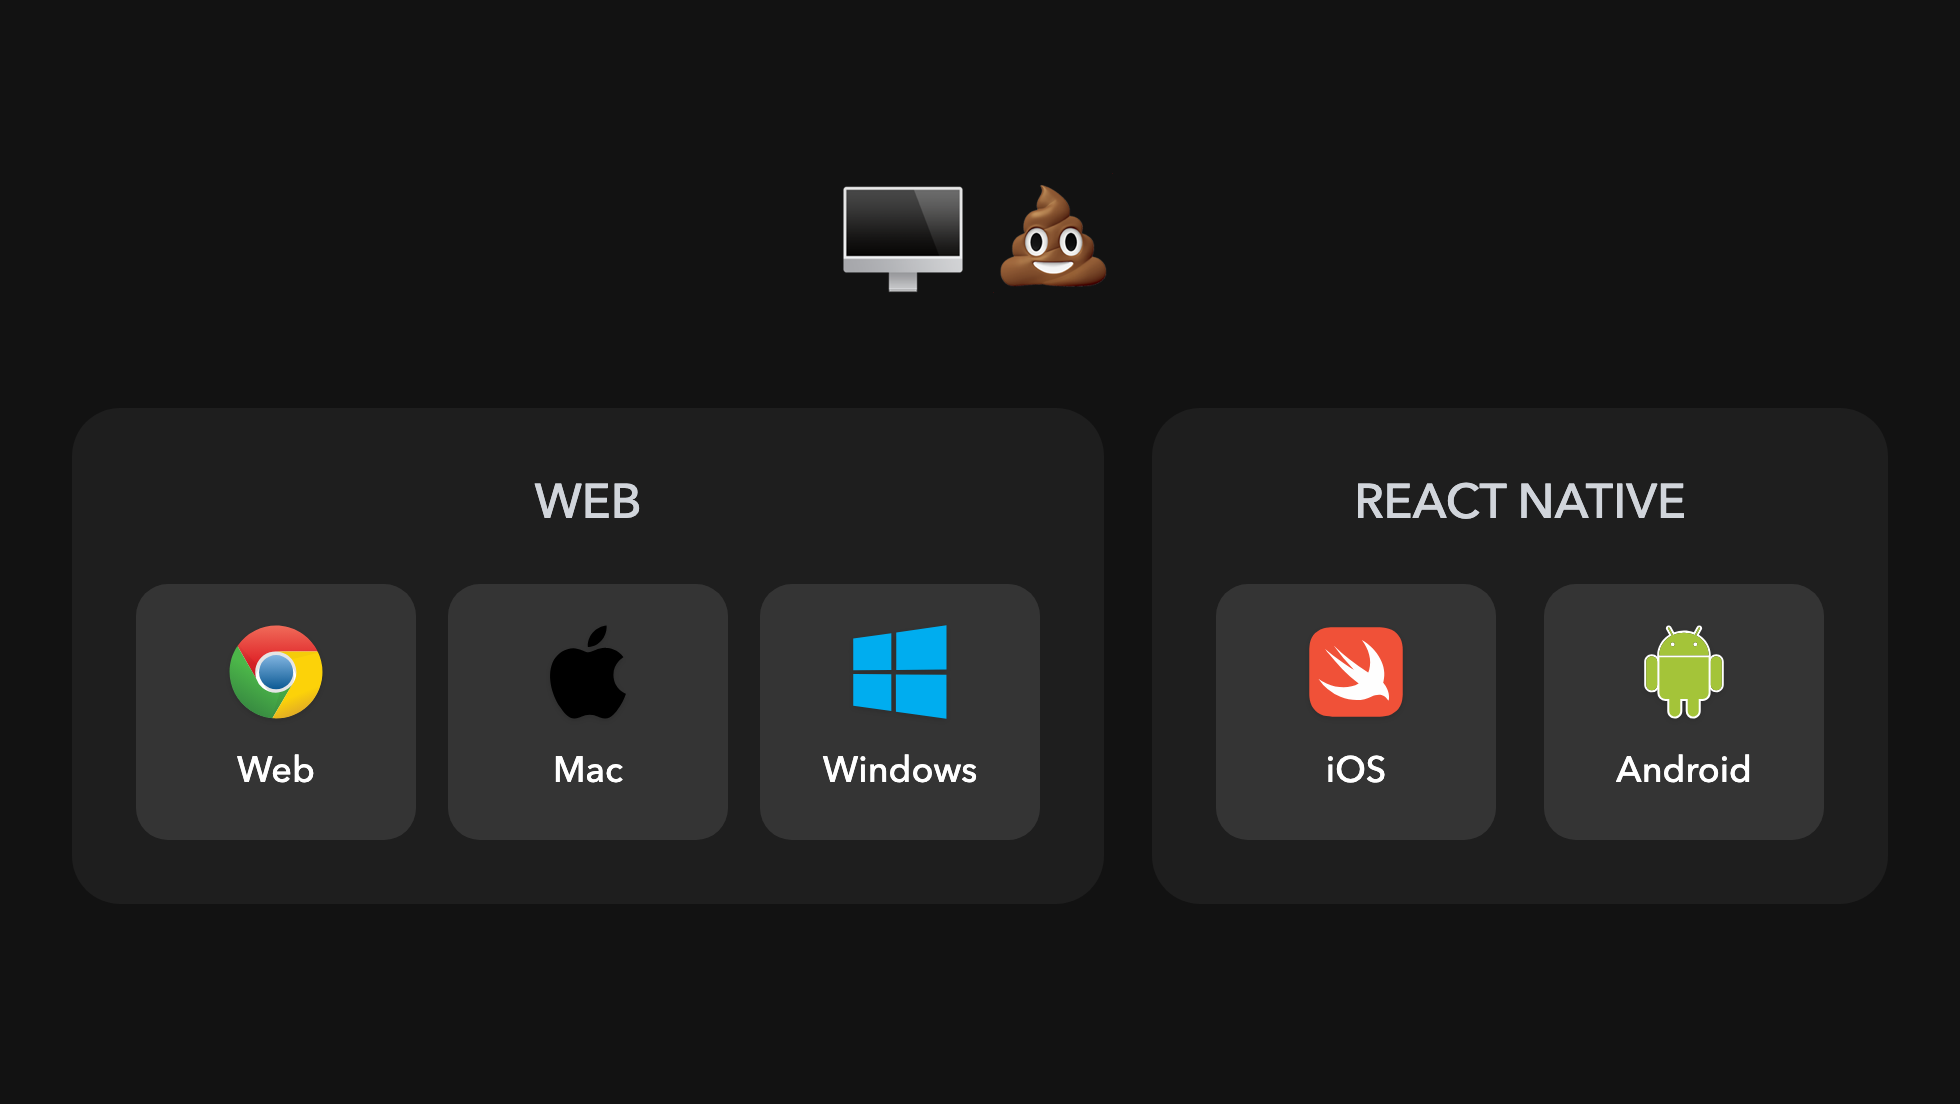 WEB
REACT NATIVE
Web
Mac
Windows
iOS
Android